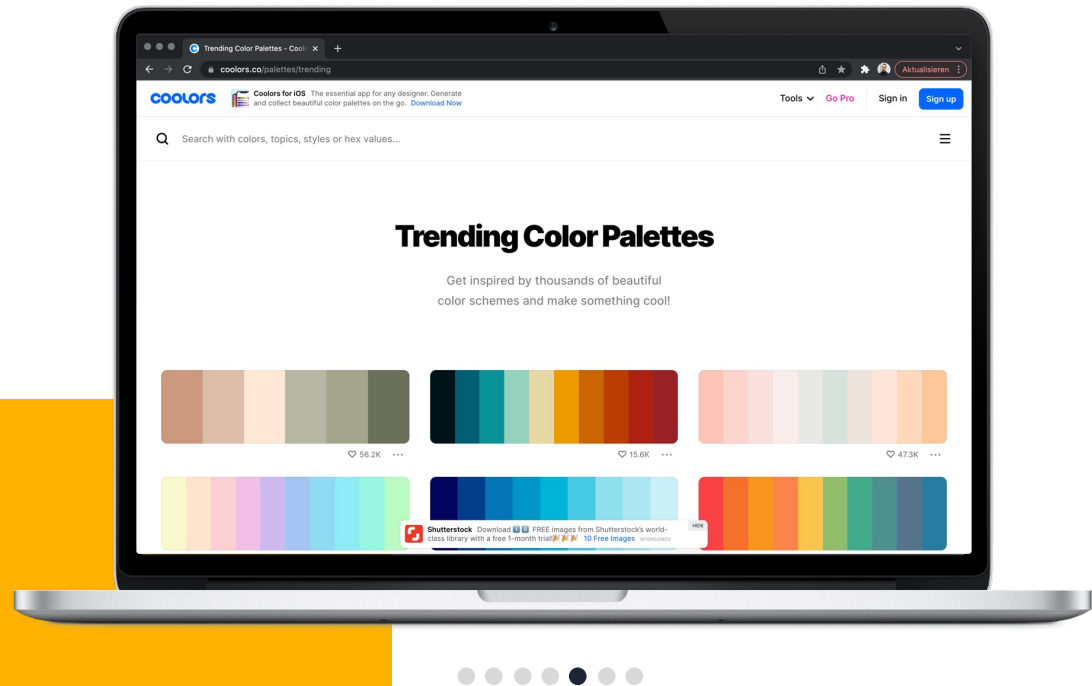 Trending Color Palettes - Cool
coolors.co/palettes/trending
Aktualisieren
coolors
Coolors for iOS The essential app for any designer. Generate
and collect beautiful color palettes on the go. Download Now
Tools
Go Pro
Sign in
Sign up
Search with colors, topics, styles or hex values...
Trending Color Palettes
Get inspired by thousands of beautiful
color schemes and make something cool!
56.2K
15.6K
47.3K
Shutterstock Download 1️⃣0️⃣ FREE images from Shutterstock's world-
class library with a free 1-month trial🎉🎉🎉 10 Free Images SPONSORED
HIDE